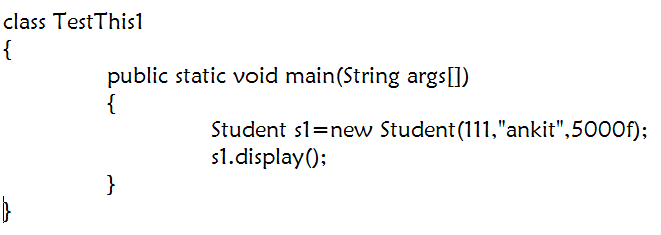 class TestThis1
{
public static void main(String args[])
{
Student s1=new Student(111,"ankit",5000f);
s1.display();
}
}